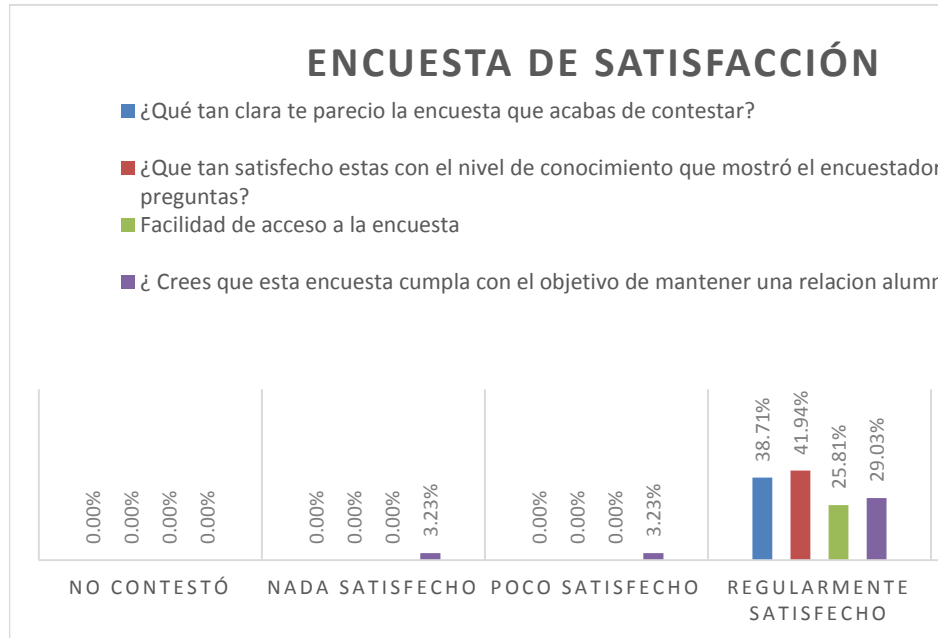 ENCUESTA DE SATISFACCIÓN
¿Qué tan clara te parecio la encuesta que acabas de contestar?
¿Que tan satisfecho estas con el nivel de conocimiento que mostró el encuestador
preguntas?
Facilidad de acceso a la encuesta
¿ Crees que esta encuesta cumpla con el objetivo de mantener una relacion
0.00% 0.00% 0.00% 0.00%
0.00% 0.00% 0.00% 3.23%
0.00% 0.00% 0.00% 3.23%
38.71% 41.94% 25.81% 29.03%
NO CONTESTÓ
NADA SATISFECHO
POCO SATISFECHO
REGULARMENTE
SATISFECHO